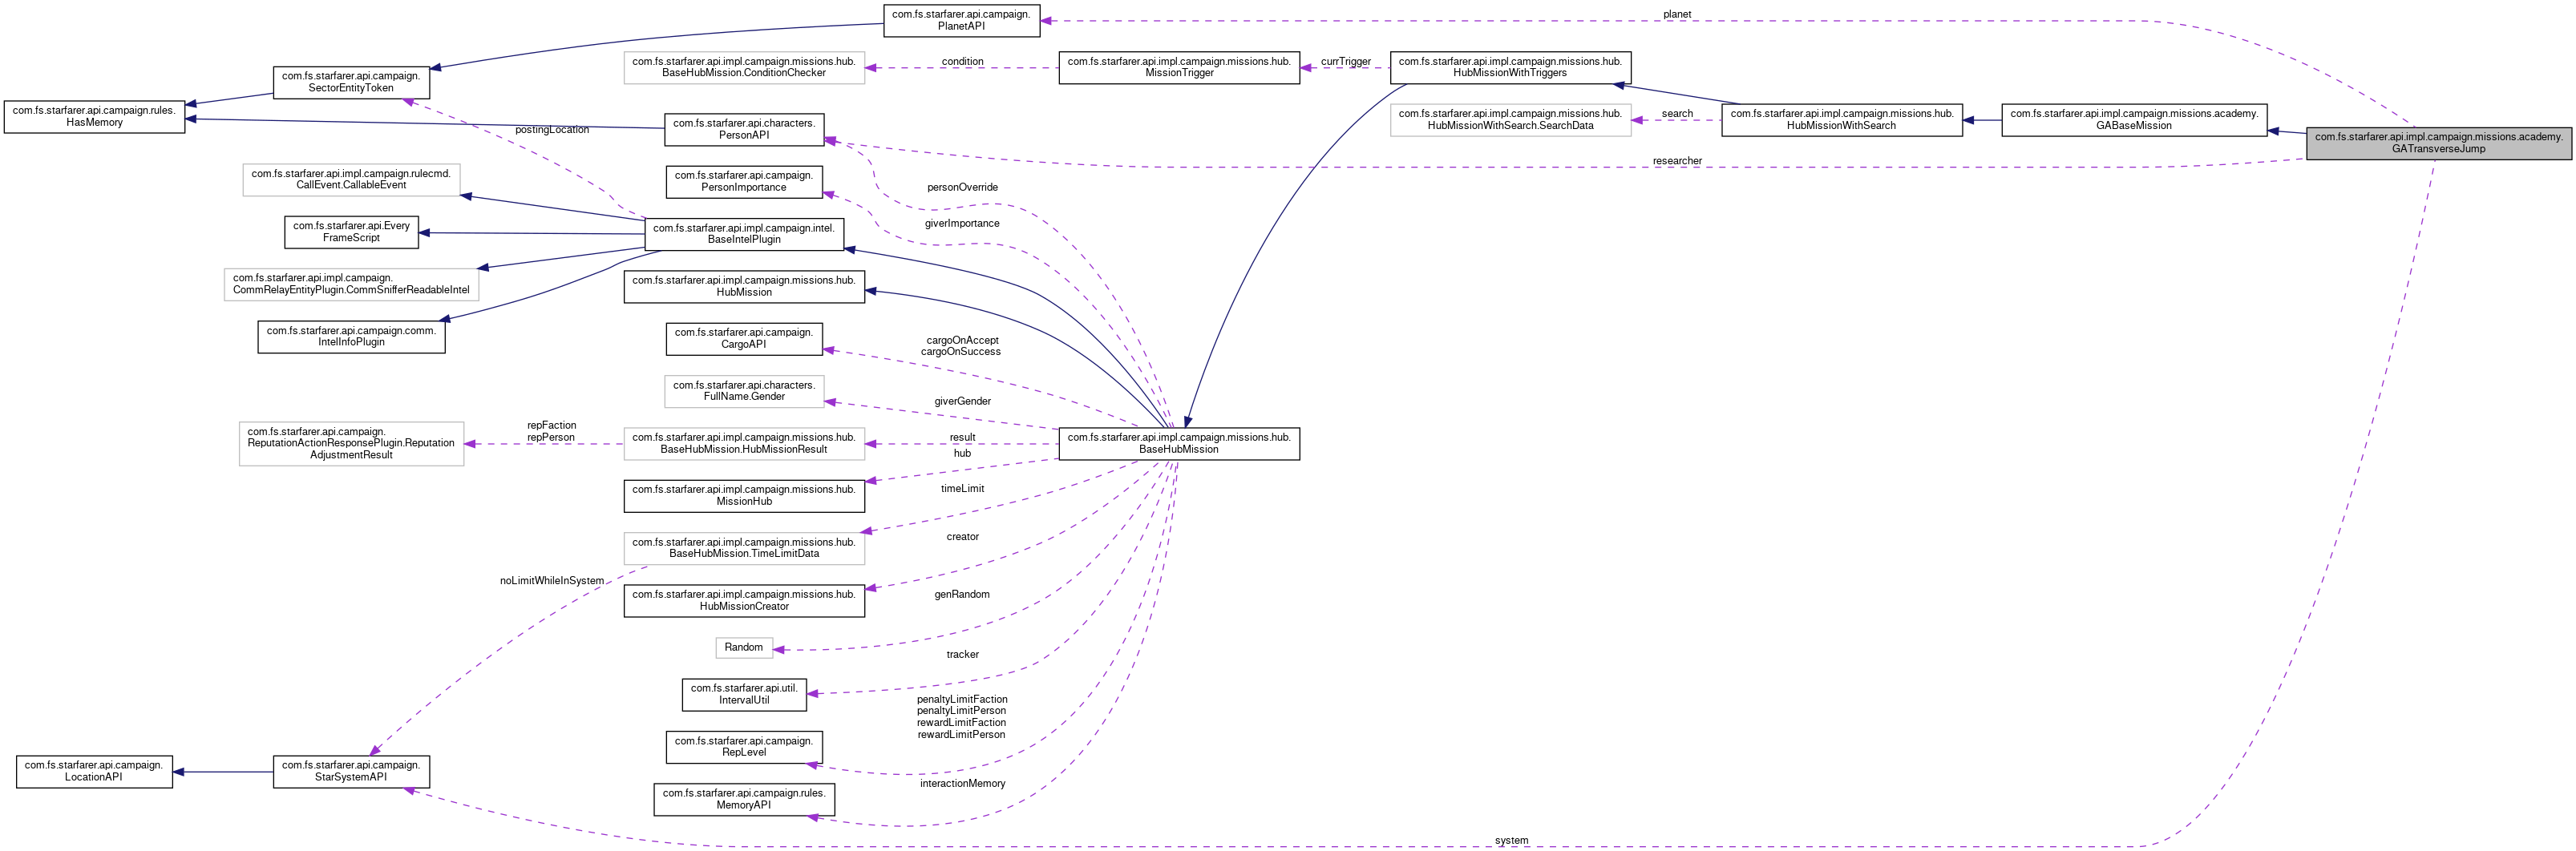 com.fs.starfarer.api.campaign.
PlanetAPI
planet
com.fs.starfarer.api.impl.campaign.missions.hub.
BaseHubMission.ConditionChecker
condition
com.fs.starfarer.api.impl.campaign.missions.hub.
MissionTrigger
currTrigger
com.fs.starfarer.api.impl.campaign.missions.hub.
HubMissionWithTriggers
com.fs.starfarer.api.campaign.
SectorEntityToken
com.fs.starfarer.api.campaign.rules.
HasMemory
com.fs.starfarer.api.impl.campaign.missions.hub.
HubMissionWithSearch.SearchData
search
com.fs.starfarer.api.impl.campaign.missions.hub.
HubMissionWithSearch
com.fs.starfarer.api.impl.campaign.missions.academy.
GABaseMission
com.fs.starfarer.api.impl.campaign.missions.academy.
GATransverseJump
postingLocation
com.fs.starfarer.api.characters.
PersonAPI
researcher
com.fs.starfarer.api.impl.campaign.rulecmd.
CallEvent.CallableEvent
com.fs.starfarer.api.campaign.
PersonImportance
personOverride
giverImportance
com.fs.starfarer.api.Every
FrameScript
com.fs.starfarer.api.impl.campaign.intel.
BaseIntelPlugin
com.fs.starfarer.api.impl.campaign.
CommRelayEntityPlugin.CommSnifferReadableIntel
com.fs.starfarer.api.impl.campaign.missions.hub.
HubMission
com.fs.starfarer.api.campaign.comm.
IntelInfoPlugin
com.fs.starfarer.api.campaign.
CargoAPI
cargoOnAccept
cargoOnSuccess
com.fs.starfarer.api.characters.
FullName.Gender
giverGender
com.fs.starfarer.api.campaign.
ReputationActionResponsePlugin.Reputation
AdjustmentResult
repFaction
repPerson
com.fs.starfarer.api.impl.campaign.missions.hub.
BaseHubMission.HubMissionResult
result
hub
com.fs.starfarer.api.impl.campaign.missions.hub.
BaseHubMission
com.fs.starfarer.api.impl.campaign.missions.hub.
MissionHub
timeLimit
com.fs.starfarer.api.impl.campaign.missions.hub.
BaseHubMission.TimeLimitData
creator
noLimitWhileInSystem
com.fs.starfarer.api.impl.campaign.missions.hub.
HubMissionCreator
genRandom
Random
tracker
com.fs.starfarer.api.util.
IntervalUtil
penaltyLimitFaction
penaltyLimitPerson
rewardLimitFaction
rewardLimitPerson
com.fs.starfarer.api.campaign.
RepLevel
com.fs.starfarer.api.campaign.
LocationAPI
com.fs.starfarer.api.campaign.
StarSystemAPI
interactionMemory
com.fs.starfarer.api.campaign.rules.
MemoryAPI
system